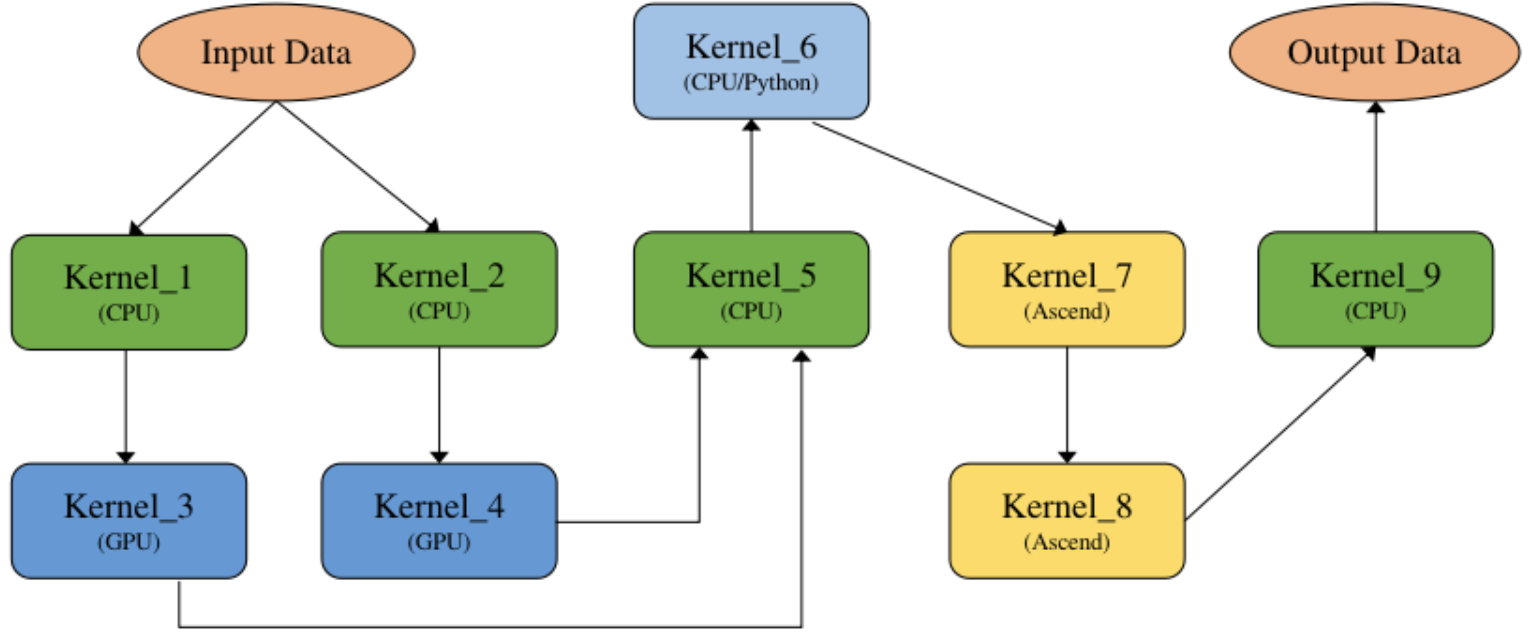 Input Data
Kernel_6
(CPU/Python)
Output Data
Kernel_1
(CPU)
Kernel_2
(CPU)
Kernel_5
(CPU)
Kernel_7
(Ascend)
Kernel_9
(CPU)
Kernel_3
(GPU)
Kernel_4
(GPU)
Kernel_8
(Ascend)